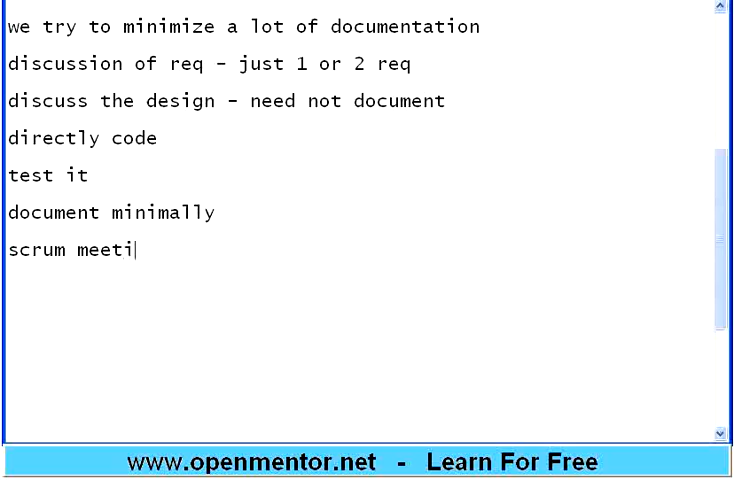 we try to minimize a lot of documentation
discussion of req - just 1 or 2 req
discuss the design - need not document
directly code
test it
document minimally
scrum meeti
www.openmentor.net - Learn For Free